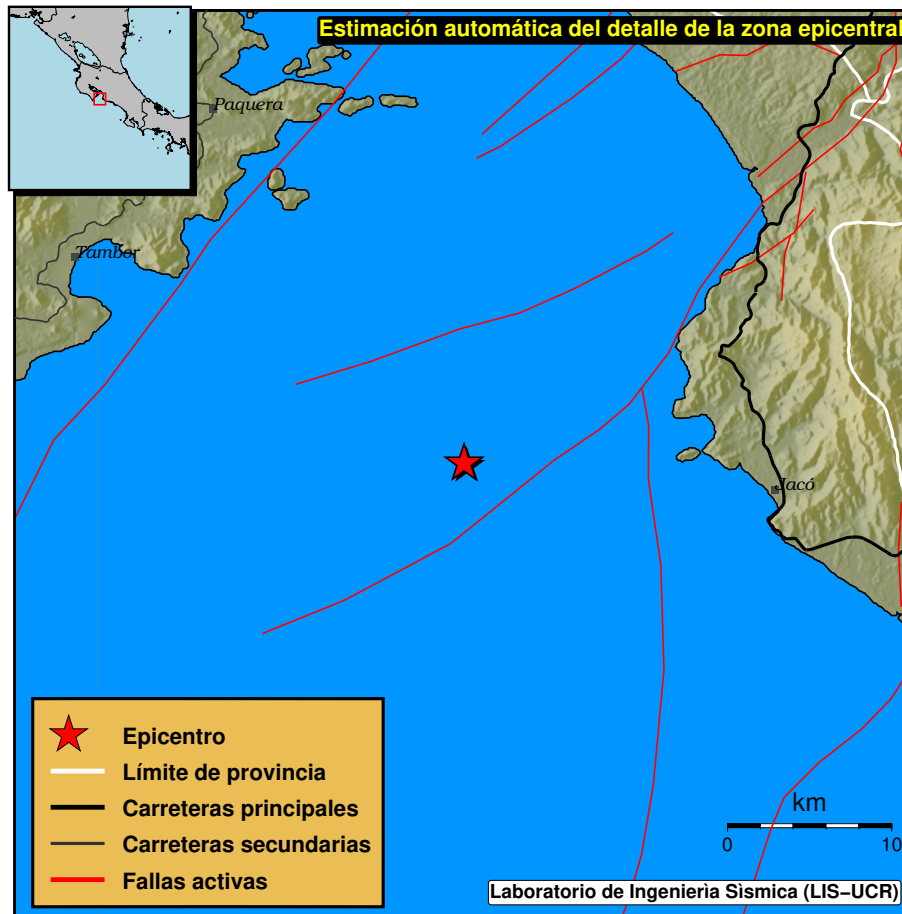 Estimación automática del detalle de la zona epicentral
Paquera
Tambor
Jacó
Epicentro
Límite de provincia
Carreteras principales
Carreteras secundarias
Fallas activas
km
0 10
Laboratorio de Ingenierìa Sìsmica (LIS−UCR)